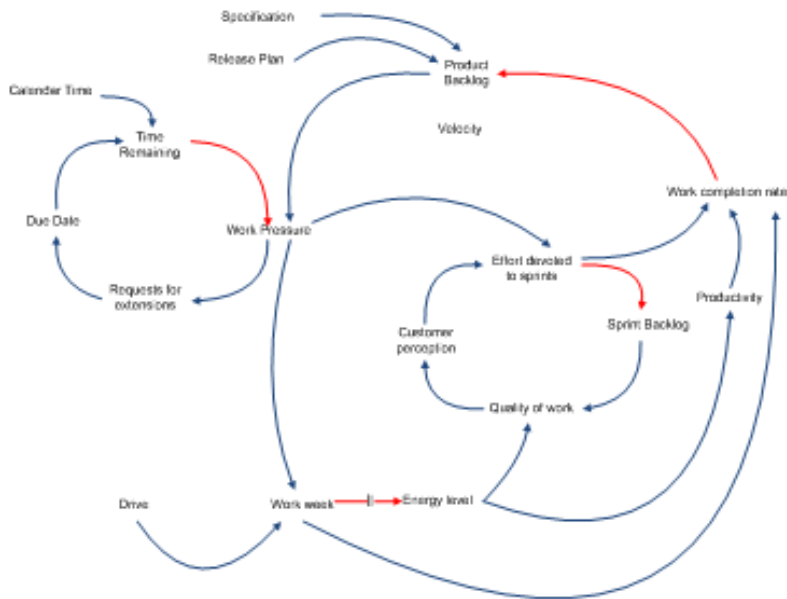 Specification
Release Plan
Product
Backlog
Calendar Time
Velocity
Time
Remaining
Work completion rate
Due Date
Work Pressure
Effort devoted
to sprints
Requests for
extensions
Productivity
Sprint Backlog
Customer
perception
Quality of work
Drive
Work week
Energy level